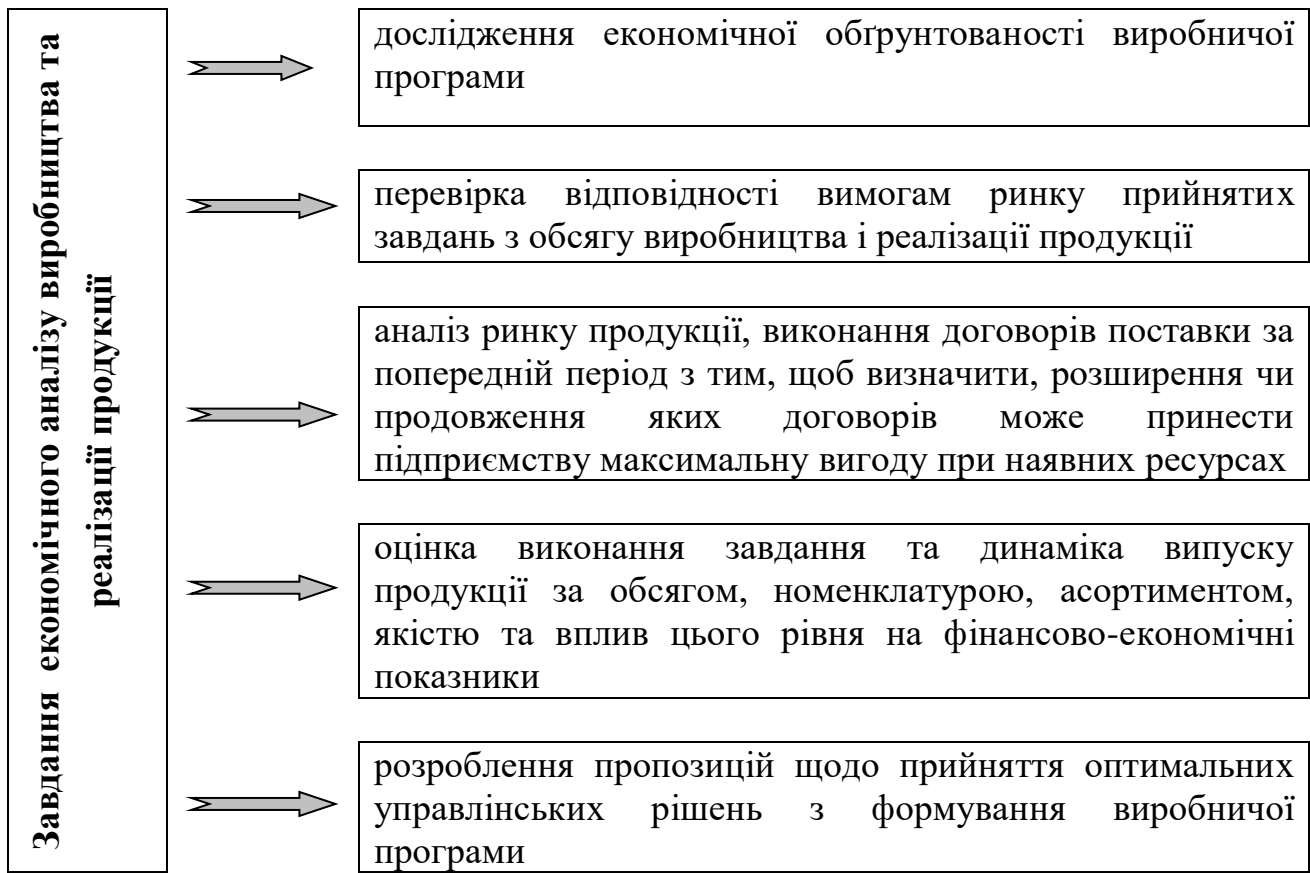 Завдання економічного аналізу виробництва та
реалізації продукції
дослідження економічної обґрунтованості виробничої
програми
перевірка відповідності вимогам ринку прийнятих
завдань з обсягу виробництва і реалізації продукції
аналіз ринку продукції, виконання договорів поставки за
попередній період з тим, щоб визначити, розширення чи
продовження яких договорів може принести
підприємству максимальну вигоду при наявних ресурсах
оцінка виконання завдання та динаміка випуску
продукції за обсягом, номенклатурою, асортиментом,
якістю та вплив цього рівня на фінансово-економічні
показники
розроблення пропозицій щодо прийняття оптимальних
управлінських рішень з формування виробничої
програми